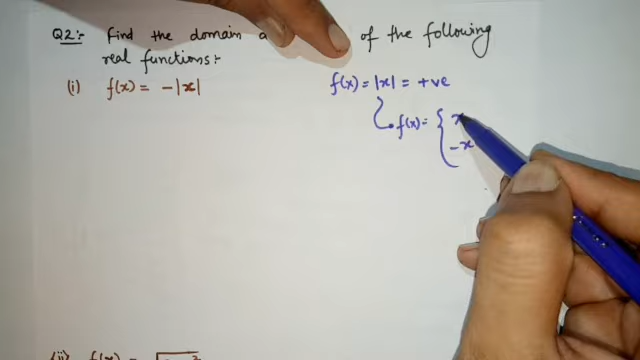 Q2:- Find the domain a of the following
real functions:-
(i) f(x) = -|x|
f(x) = |x| = +ve
f(x) = { x
-x
(ii) f(x) =